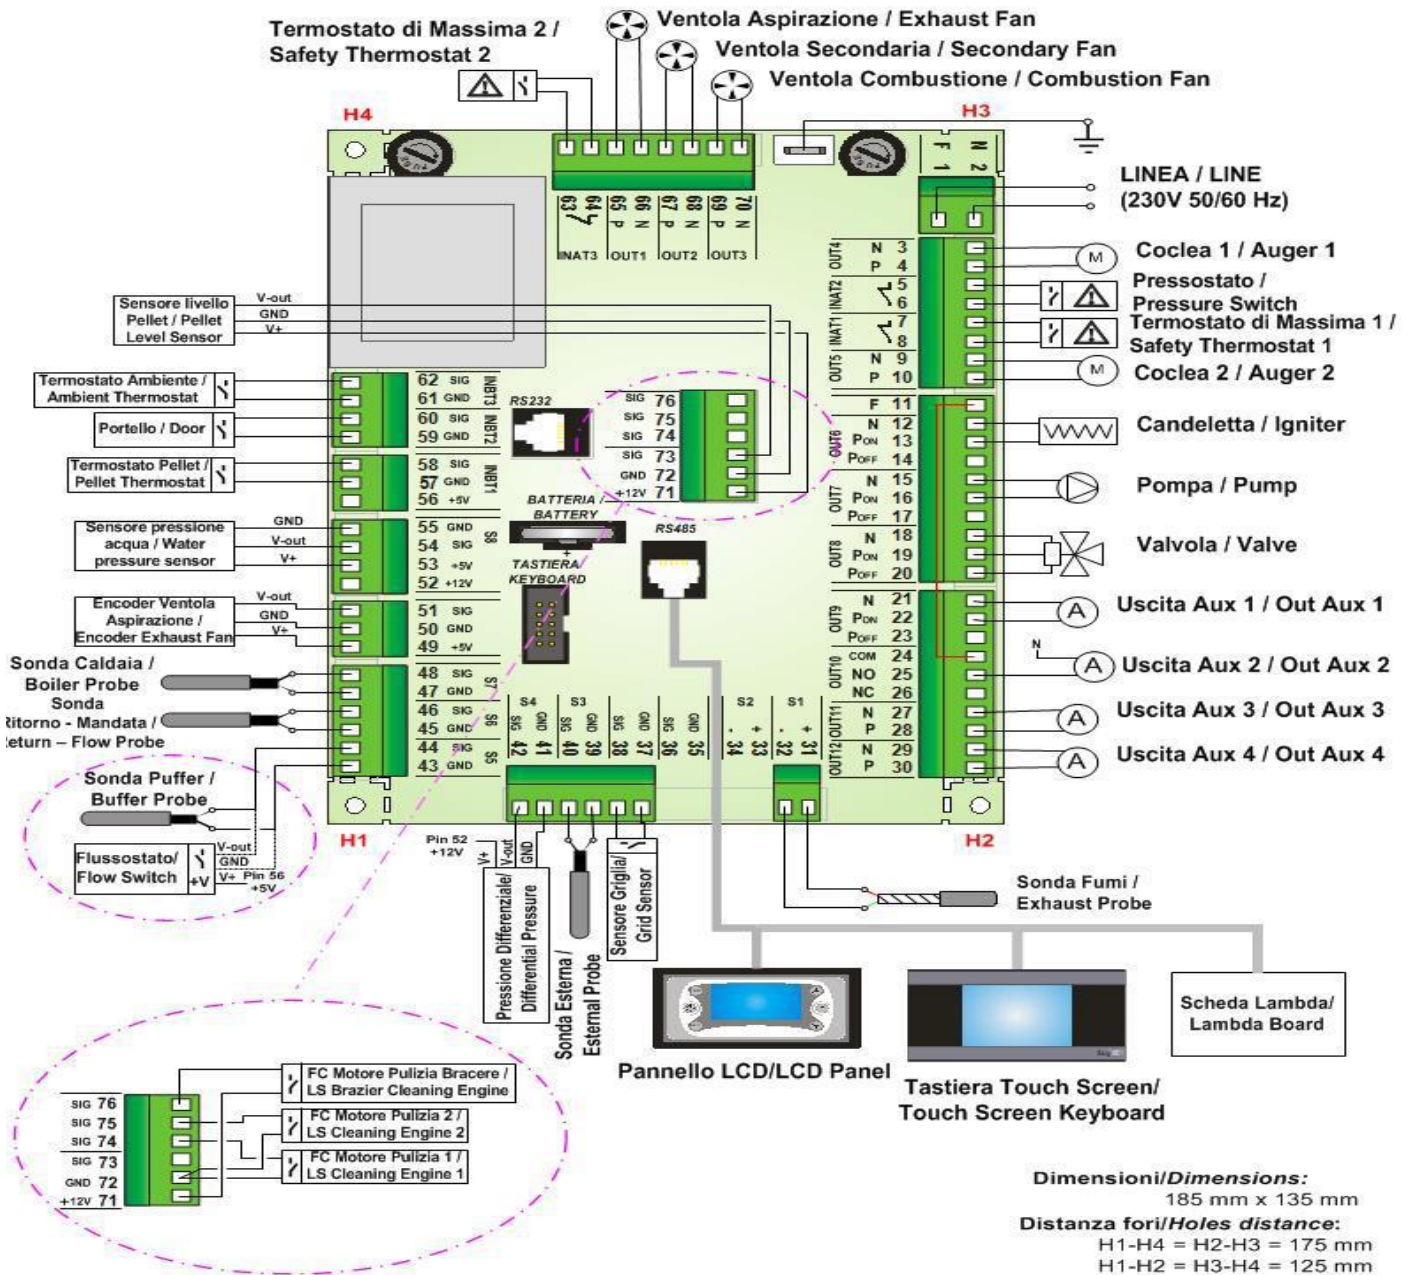 Termostato di Massima 2 /
Safety Thermostat 2
Ventola Aspirazione / Exhaust Fan
Ventola Secondaria / Secondary Fan
Ventola Combustione / Combustion Fan
H4
H3
F 1
N 2
LINEA / LINE
(230V 50/60 Hz)
63
64
65 P
66 N
67 P
68 N
69 P
70 N
INAT3
OUT1
OUT2
OUT3
OUT4
N 3
P 4
INAT2
5
6
INAT1
7
8
OUT5
N 9
P 10
M
Coclea 1 / Auger 1
Pressostato /
Pressure Switch
Termostato di Massima 1 /
Safety Thermostat 1
M
Coclea 2 / Auger 2
F 11
OUT6
N 12
PON 13
POFF 14
OUT7
N 15
PON 16
POFF 17
OUT8
N 18
PON 19
POFF 20
Candeletta / Igniter
Pompa / Pump
Valvola / Valve
OUT9
N 21
PON 22
POFF 23
OUT10
COM 24
NO 25
NC 26
OUT11
N 27
P 28
OUT12
N 29
P 30
A
Uscita Aux 1 / Out Aux 1
N
A
Uscita Aux 2 / Out Aux 2
A
Uscita Aux 3 / Out Aux 3
A
Uscita Aux 4 / Out Aux 4
Sensore livello
Pellet / Pellet
Level Sensor
V-out
GND
V+
Termostato Ambiente /
Ambient Thermostat
Portello / Door
Termostato Pellet /
Pellet Thermostat
Sensore pressione
acqua / Water
pressure sensor
GND
V-out
V+
Encoder Ventola
Aspirazione /
Encoder Exhaust Fan
V-out
GND
V+
Sonda Caldaia /
Boiler Probe
Sonda
Ritorno - Mandata /
eturn – Flow Probe
62 SIG
61 GND
INBT3
60 SIG
59 GND
INBT2
58 SIG
57 GND
56 +5V
INBT1
55 GND
54 SIG
53 +5V
52 +12V
S8
51 SIG
50 GND
49 +5V
48 SIG
47 GND
S7
46 SIG
45 GND
S6
44 SIG
43 GND
S5
RS232
SIG 76
SIG 75
SIG 74
SIG 73
GND 72
+12V 71
BATTERIA /
BATTERY
+
TASTIERA
KEYBOARD
RS485
S4
S3
S2
S1
SIG 42
GND 41
SIG 40
GND 39
SIG 38
GND 37
SIG 36
GND 35
- 34
+ 33
- 32
+ 31
H1
H2
Sonda Puffer /
Buffer Probe
Flussostato/
Flow Switch
+V
V-out
GND
V+ Pin 56
+5V
Pin 52
+12V
V+
V-out
GND
Pressione Differenziale/
Differential Pressure
Sonda Esterna /
External Probe
Sensore Griglia/
Grid Sensor
Sonda Fumi /
Exhaust Probe
Pannello LCD/LCD Panel
Tastiera Touch Screen/
Touch Screen Keyboard
Scheda Lambda/
Lambda Board
SIG 76
SIG 75
SIG 74
SIG 73
GND 72
+12V 71
FC Motore Pulizia Bracere /
LS Brazier Cleaning Engine
FC Motore Pulizia 2 /
LS Cleaning Engine 2
FC Motore Pulizia 1 /
LS Cleaning Engine 1
Dimensioni/Dimensions:
185 mm x 135 mm
Distanza fori/Holes distance:
H1-H4 = H2-H3 = 175 mm
H1-H2 = H3-H4 = 125 mm